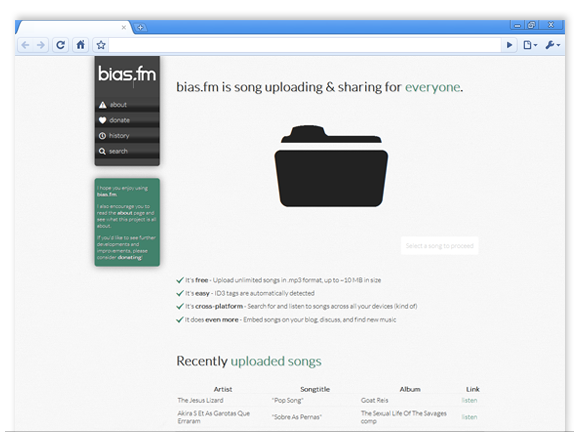 bias.fm
about
donate
history
search
I hope you enjoy using
bias.fm.
I also encourage you to
read the about page and
see what this project is all
about.
If you'd like to see further
developments and
improvements, please
consider donating!
bias.fm is song uploading & sharing for everyone.
Select a song to proceed
It's free - Upload unlimited songs in .mp3 format, up to ~10 MB in size
It's easy - ID3 tags are automatically detected
It's cross-platform - Search for and listen to songs across all your devices (kind of)
It does even more - Embed songs on your blog, discuss, and find new music
Recently uploaded songs
Artist Songtitle Album Link
The Jesus Lizard "Pop Song" Goat Reix listen
Akira S Et As Garotas Que
Erraram "Sobre As Pernas" The Sexual Life Of The Savages
comp listen